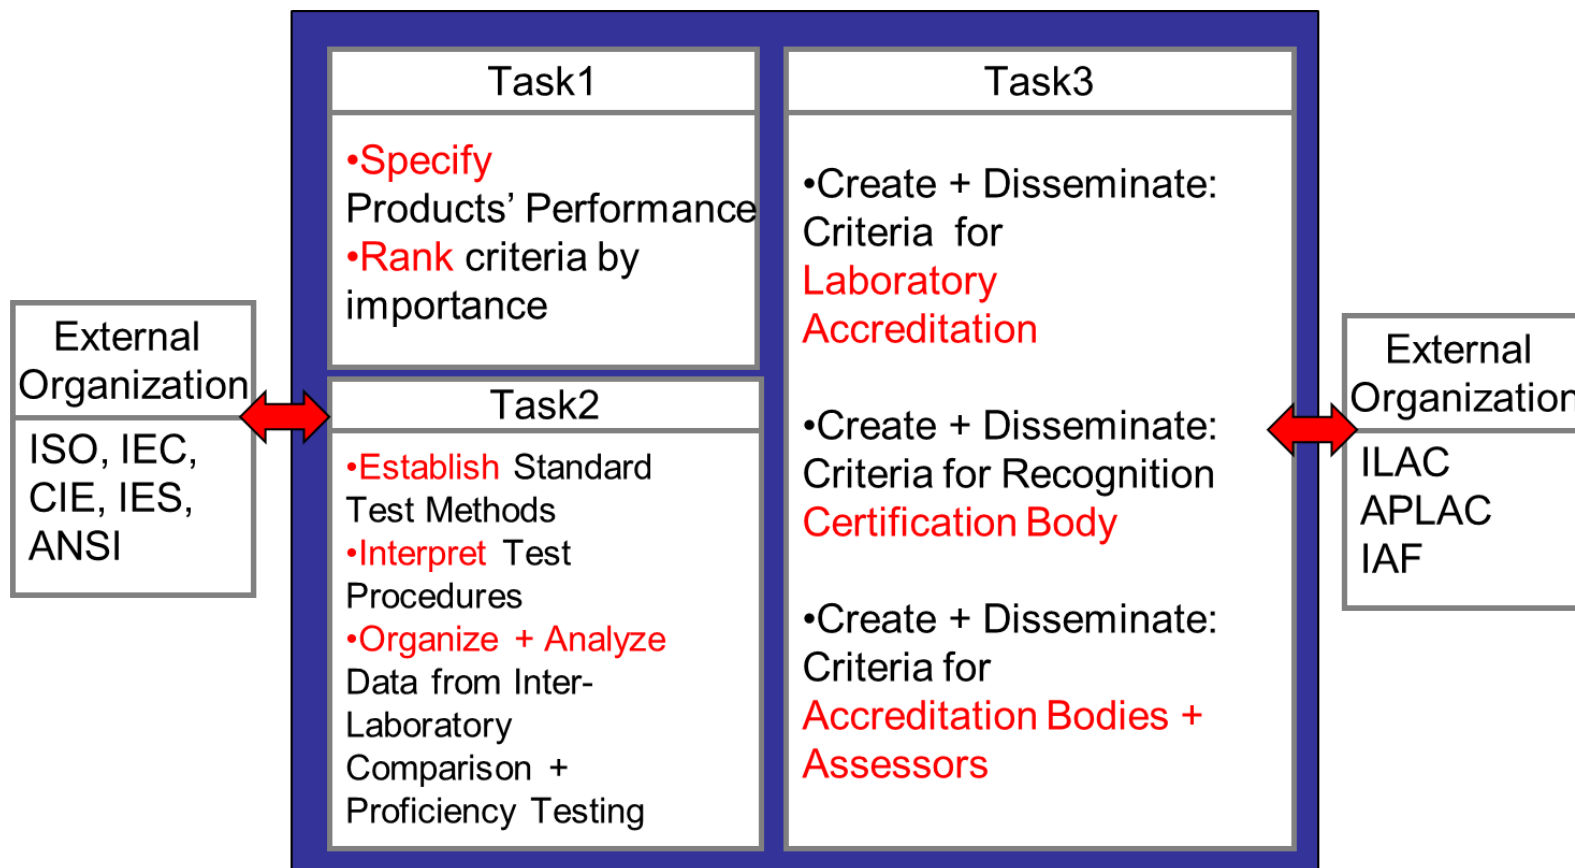 Task1
•Specify
Products’ Performance
•Rank criteria by
importance
Task2
•Establish Standard
Test Methods
•Interpret Test
Procedures
•Organize + Analyze
Data from Inter-
Laboratory
Comparison +
Proficiency Testing
Task3
•Create + Disseminate:
Criteria for
Laboratory
Accreditation
•Create + Disseminate:
Criteria for Recognition
Certification Body
•Create + Disseminate:
Criteria for
Accreditation Bodies +
Assessors
External
Organization
ISO, IEC,
CIE, IES,
ANSI
External
Organization
ILAC
APLAC
IAF